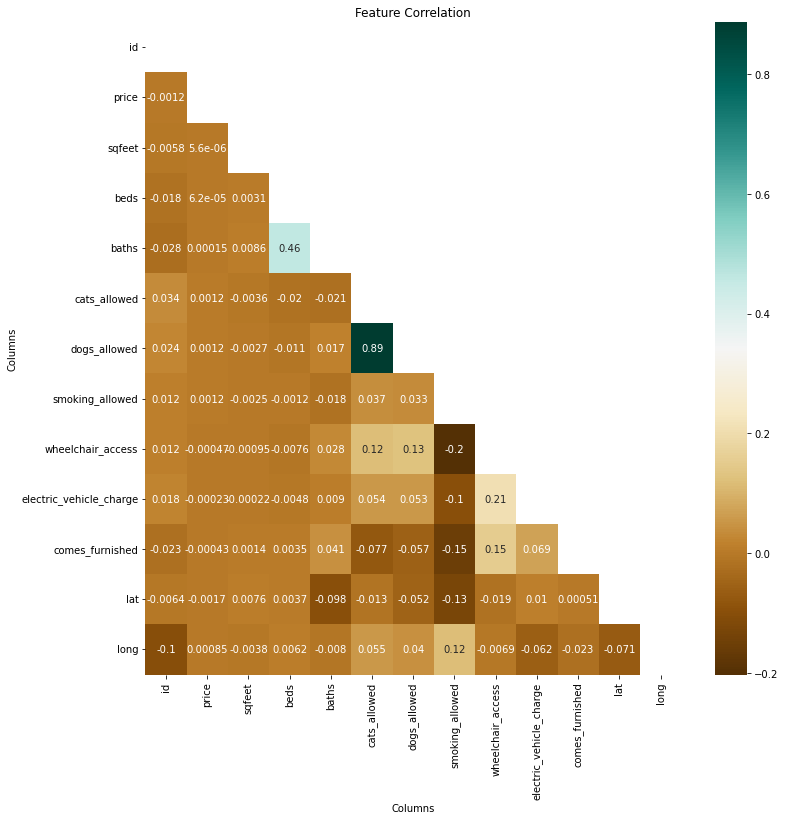 Feature Correlation
id
price -0.0012
sqfeet -0.0058 5.6e-06
beds -0.018 6.2e-05 0.0031
baths -0.028 0.00015 0.0086 0.46
cats_allowed 0.034 0.0012 -0.0036 -0.02 -0.021
dogs_allowed 0.024 0.0012 -0.0027 -0.011 0.017 0.89
smoking_allowed 0.012 0.0012 -0.0025 -0.0012 -0.018 0.037 0.033
wheelchair_access 0.012 -0.00047 -0.00095 -0.0076 0.028 0.12 0.13 -0.2
electric_vehicle_charge 0.018 -0.00023 -0.00022 -0.0048 0.009 0.054 0.053 -0.1 0.21
comes_furnished -0.023 -0.00043 0.0014 0.0035 0.041 -0.077 -0.057 -0.15 0.15 0.069
lat -0.0064 -0.0017 0.0076 0.0037 -0.098 -0.013 -0.052 -0.13 -0.019 0.01 0.00051
long -0.1 0.00085 -0.0038 0.0062 -0.008 0.055 0.04 0.12 -0.0069 -0.062 -0.023 -0.071
id price sqfeet beds baths cats_allowed dogs_allowed smoking_allowed wheelchair_access electric_vehicle_charge comes_furnished lat long
Columns
Columns
0.8
0.6
0.4
0.2
0.0
−0.2